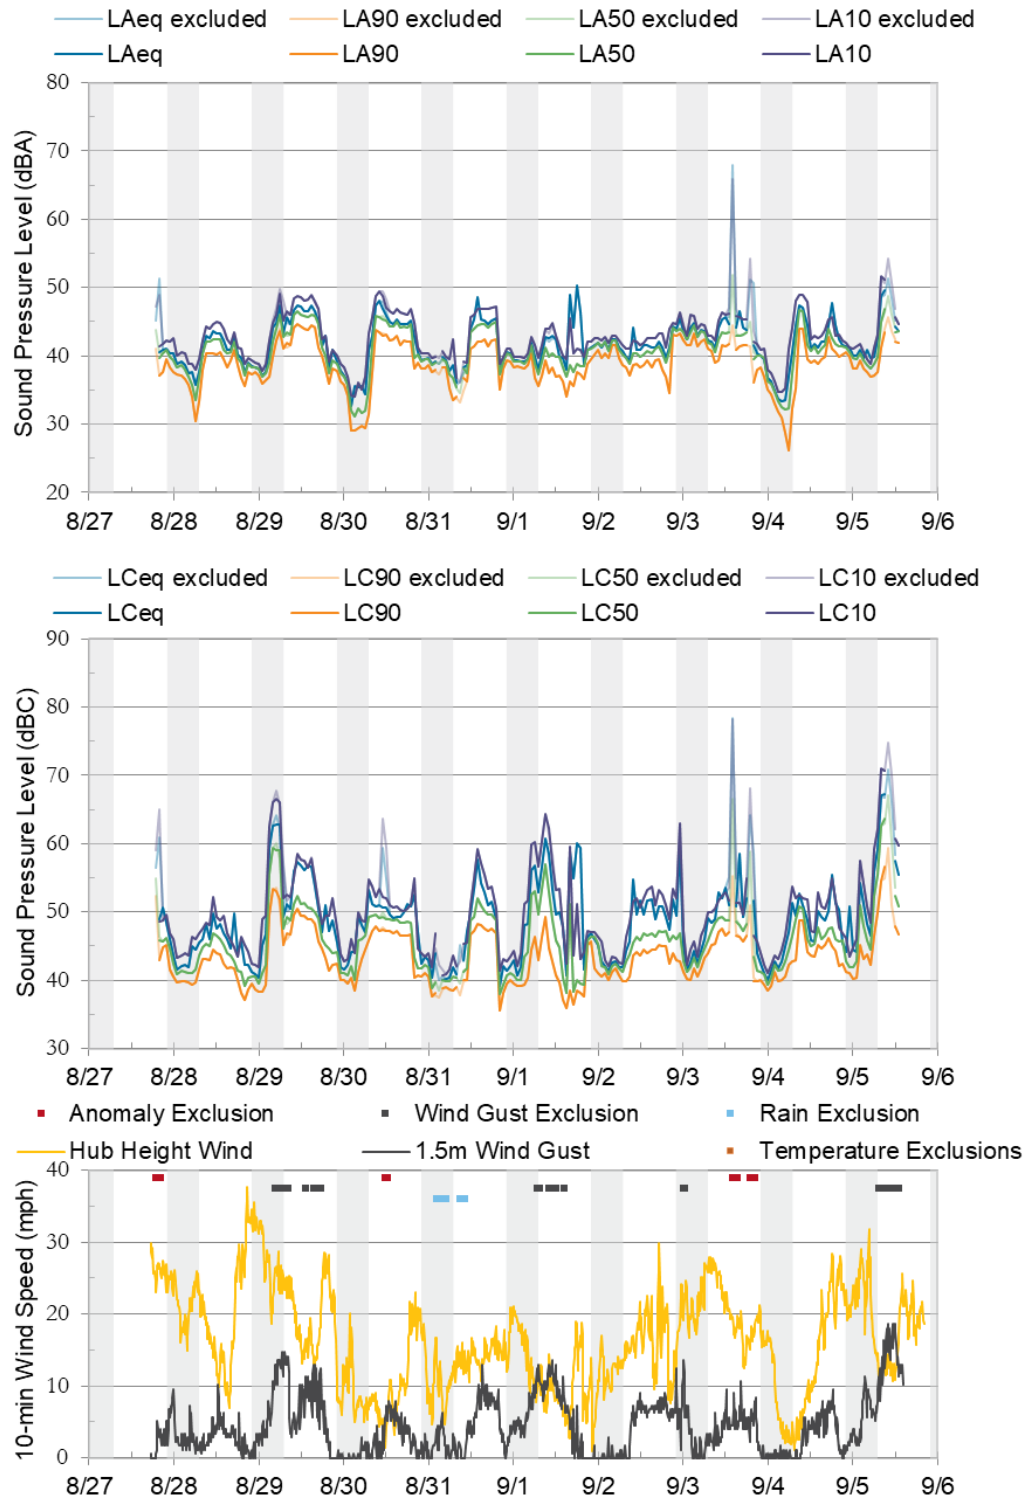 LAeq excluded LA90 excluded LA50 excluded LA10 excluded
LAeq LA90 LA50 LA10
Sound Pressure Level (dBA)
80
70
60
50
40
30
20
8/27 8/28 8/29 8/30 8/31 9/1 9/2 9/3 9/4 9/5 9/6
LCeq excluded LC90 excluded LC50 excluded LC10 excluded
LCeq LC90 LC50 LC10
Sound Pressure Level (dBC)
90
80
70
60
50
40
30
8/27 8/28 8/29 8/30 8/31 9/1 9/2 9/3 9/4 9/5 9/6
Anomaly Exclusion Wind Gust Exclusion Rain Exclusion
Hub Height Wind 1.5m Wind Gust Temperature Exclusions
10-min Wind Speed (mph)
40
30
20
10
0
8/27 8/28 8/29 8/30 8/31 9/1 9/2 9/3 9/4 9/5 9/6